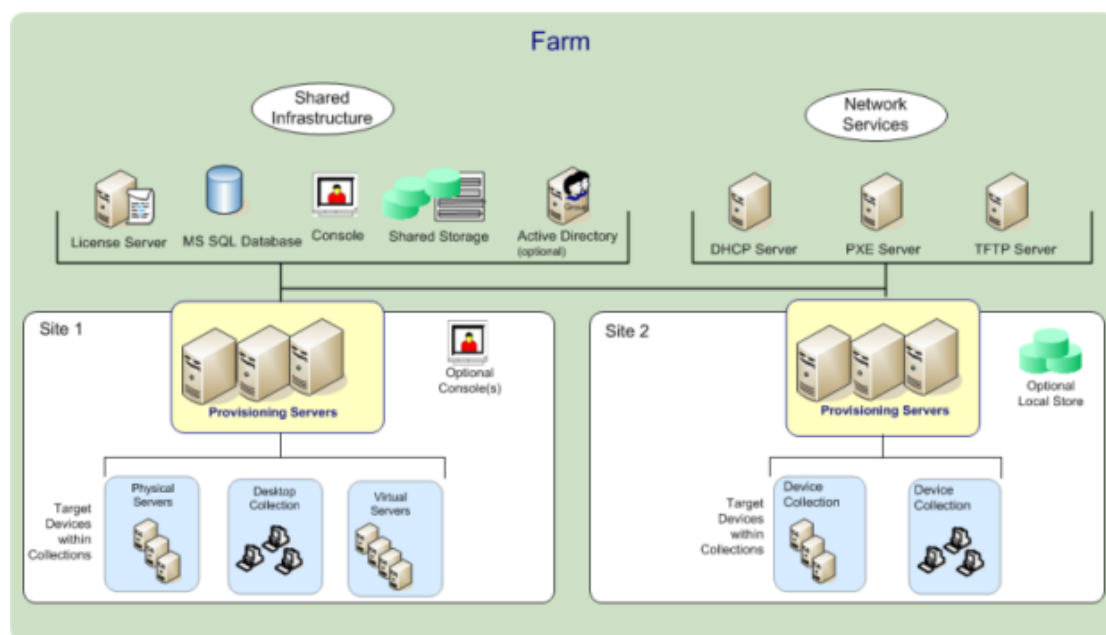 Farm
Shared
Infrastructure
Network
Services
License Server
MS SQL Database
Console
Shared Storage
Group
Active Directory
(optional)
DHCP Server
PXE Server
TFTP Server
Site 1
Provisioning Servers
Optional
Console(s)
Target
Devices
within
Collections
Physical
Servers
Desktop
Collection
Virtual
Servers
Site 2
Provisioning Servers
Optional
Local Store
Target
Devices
within
Collections
Device
Collection
Device
Collection